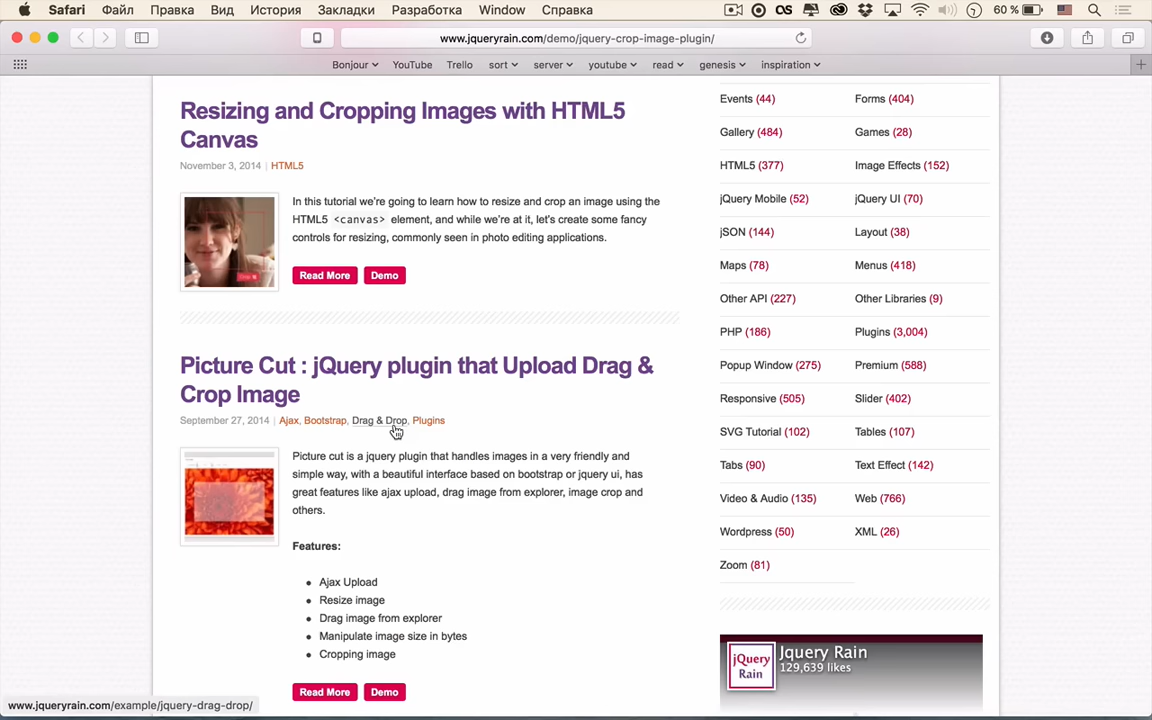 Safari Файл Правка Вид История Закладки Разработка Window Справка 60 %
www.jqueryrain.com/demo/jquery-crop-image-plugin/
Bonjour YouTube Trello sort server youtube read genesis inspiration
Resizing and Cropping Images with HTML5
Canvas
November 3, 2014 | HTML5
In this tutorial we're going to learn how to resize and crop an image using the
HTML5 <canvas> element, and while we're at it, let's create some fancy
controls for resizing, commonly seen in photo editing applications.
Read More Demo
Picture Cut : jQuery plugin that Upload Drag &
Crop Image
September 27, 2014 | Ajax, Bootstrap, Drag & Drop, Plugins
Picture cut is a jquery plugin that handles images in a very friendly and
simple way, with a beautiful interface based on bootstrap or jquery ui, has
great features like ajax upload, drag image from explorer, image crop and
others.
Features:
Ajax Upload
Resize image
Drag image from explorer
Manipulate image size in bytes
Cropping image
Read More Demo
Events (44) Forms (404)
Gallery (484) Games (28)
HTML5 (377) Image Effects (152)
jQuery Mobile (52) jQuery UI (70)
jSON (144) Layout (38)
Maps (78) Menus (418)
Other API (227) Other Libraries (9)
PHP (186) Plugins (3,004)
Popup Window (275) Premium (588)
Responsive (505) Slider (402)
SVG Tutorial (102) Tables (107)
Tabs (90) Text Effect (142)
Video & Audio (135) Web (766)
Wordpress (50) XML (26)
Zoom (81)
jQuery
Rain
Jquery Rain
129,639 likes
www.jqueryrain.com/example/jquery-drag-drop/